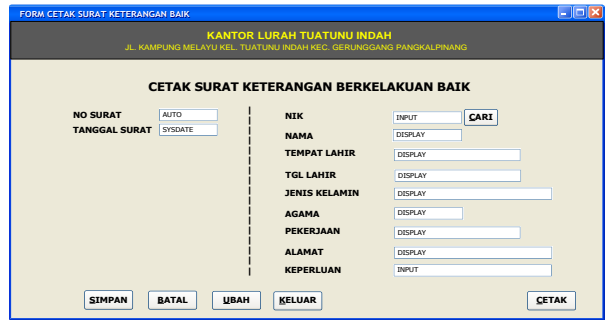 FORM CETAK SURAT KETERANGAN BAIK
KANTOR LURAH TUATUNU INDAH
JL. KAMPUNG MELAYU KEL. TUATUNU INDAH KEC. GERUNGGANG PANGKALPINANG
CETAK SURAT KETERANGAN BERKELAKUAN BAIK
NO SURAT AUTO
TANGGAL SURAT SYSDATE
NIK INPUT CARI
NAMA DISPLAY
TEMPAT LAHIR DISPLAY
TGL LAHIR DISPLAY
JENIS KELAMIN DISPLAY
AGAMA DISPLAY
PEKERJAAN DISPLAY
ALAMAT DISPLAY
KEPERLUAN INPUT
SIMPAN BATAL UBAH KELUAR CETAK